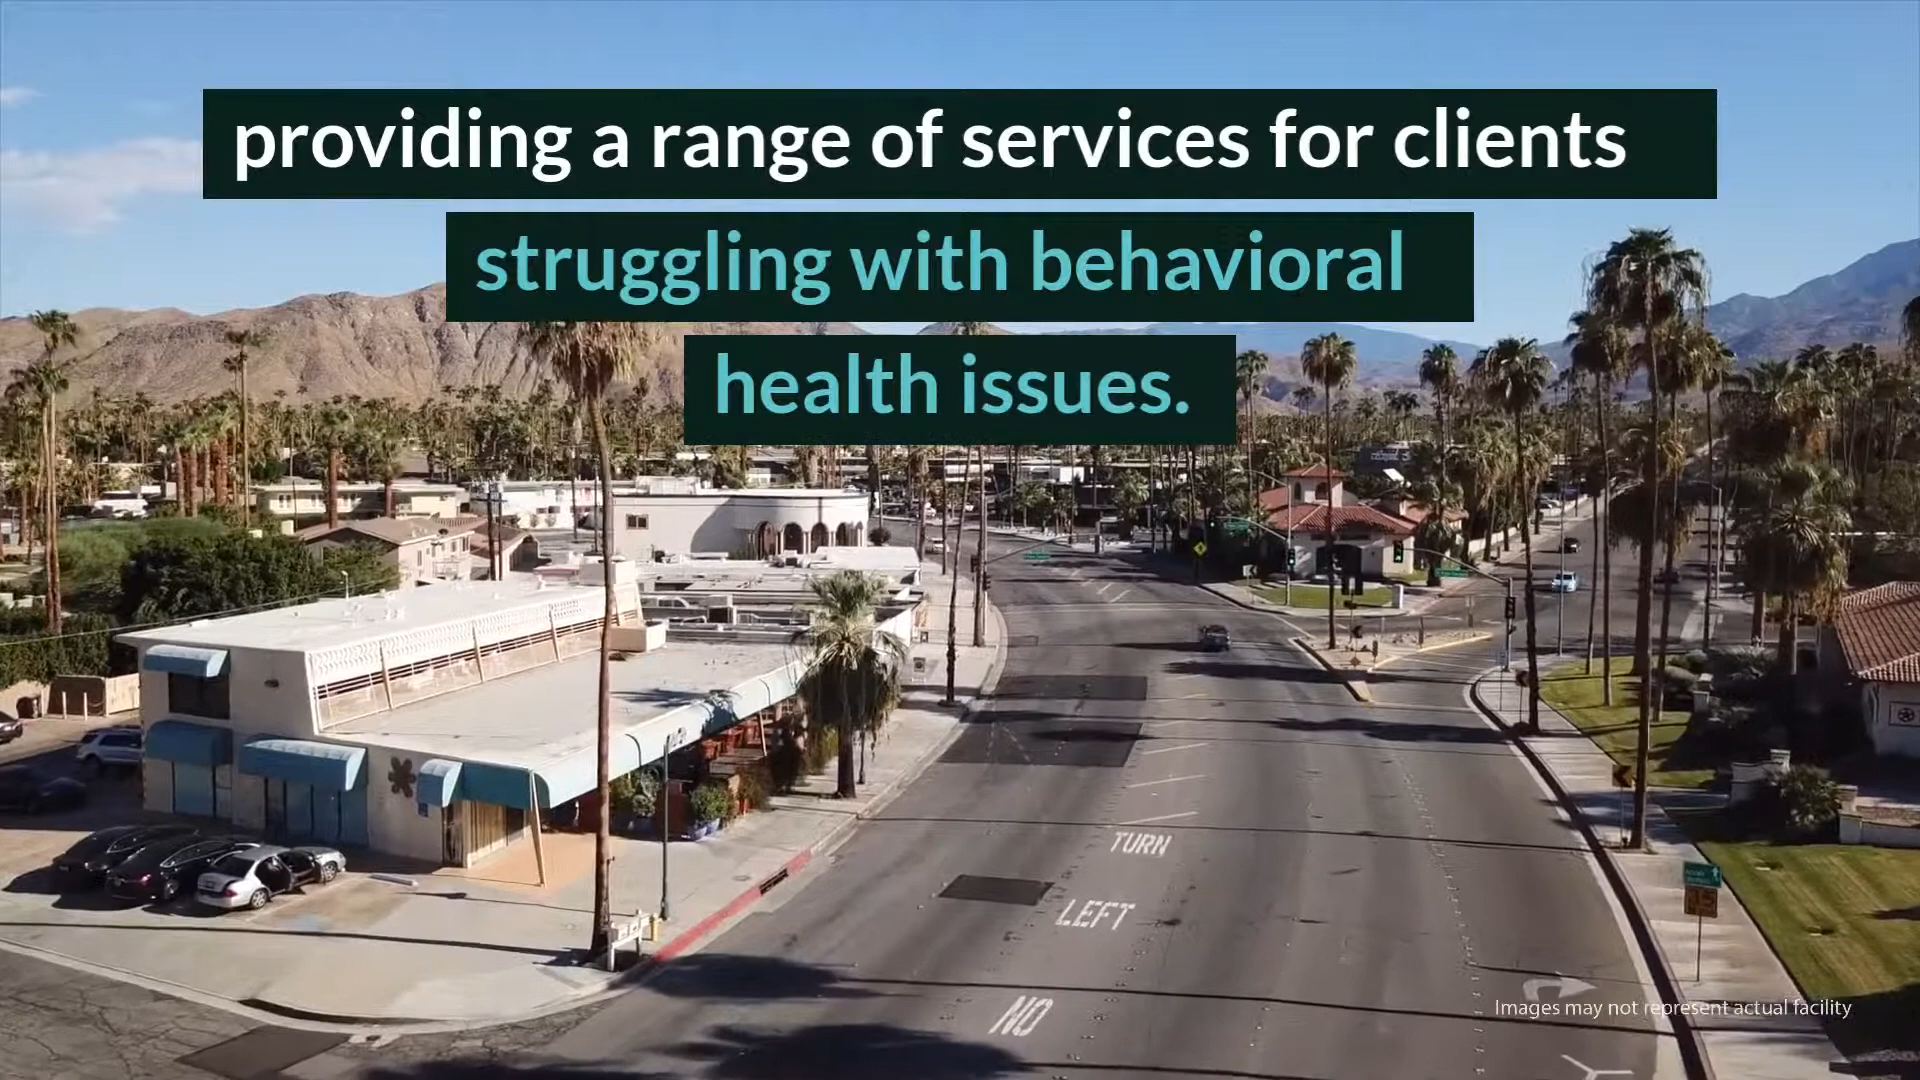 providing a range of services for clients
struggling with behavioral
health issues.
TURN
LEFT
NO
Images may not represent actual facility